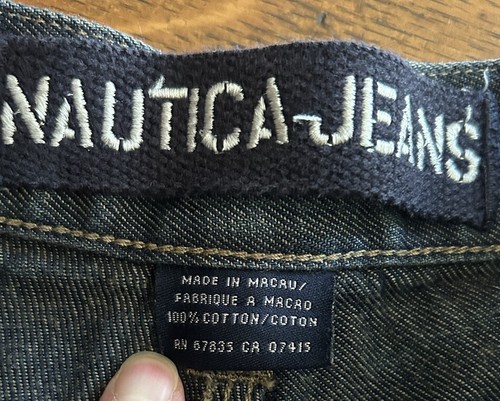 NAUTICA-JEANS
MADE IN MACAU/
FABRIQUE A MACAO
100% COTTON/COTON
RN 67835 CA 07415